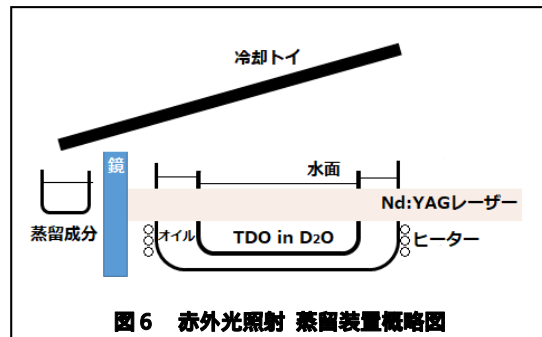 冷却トイ
鏡
水面
Nd:YAGレーザー
蒸留成分
オイル
TDO in D₂O
ヒーター
図6 赤外光照射 蒸留装置概略図